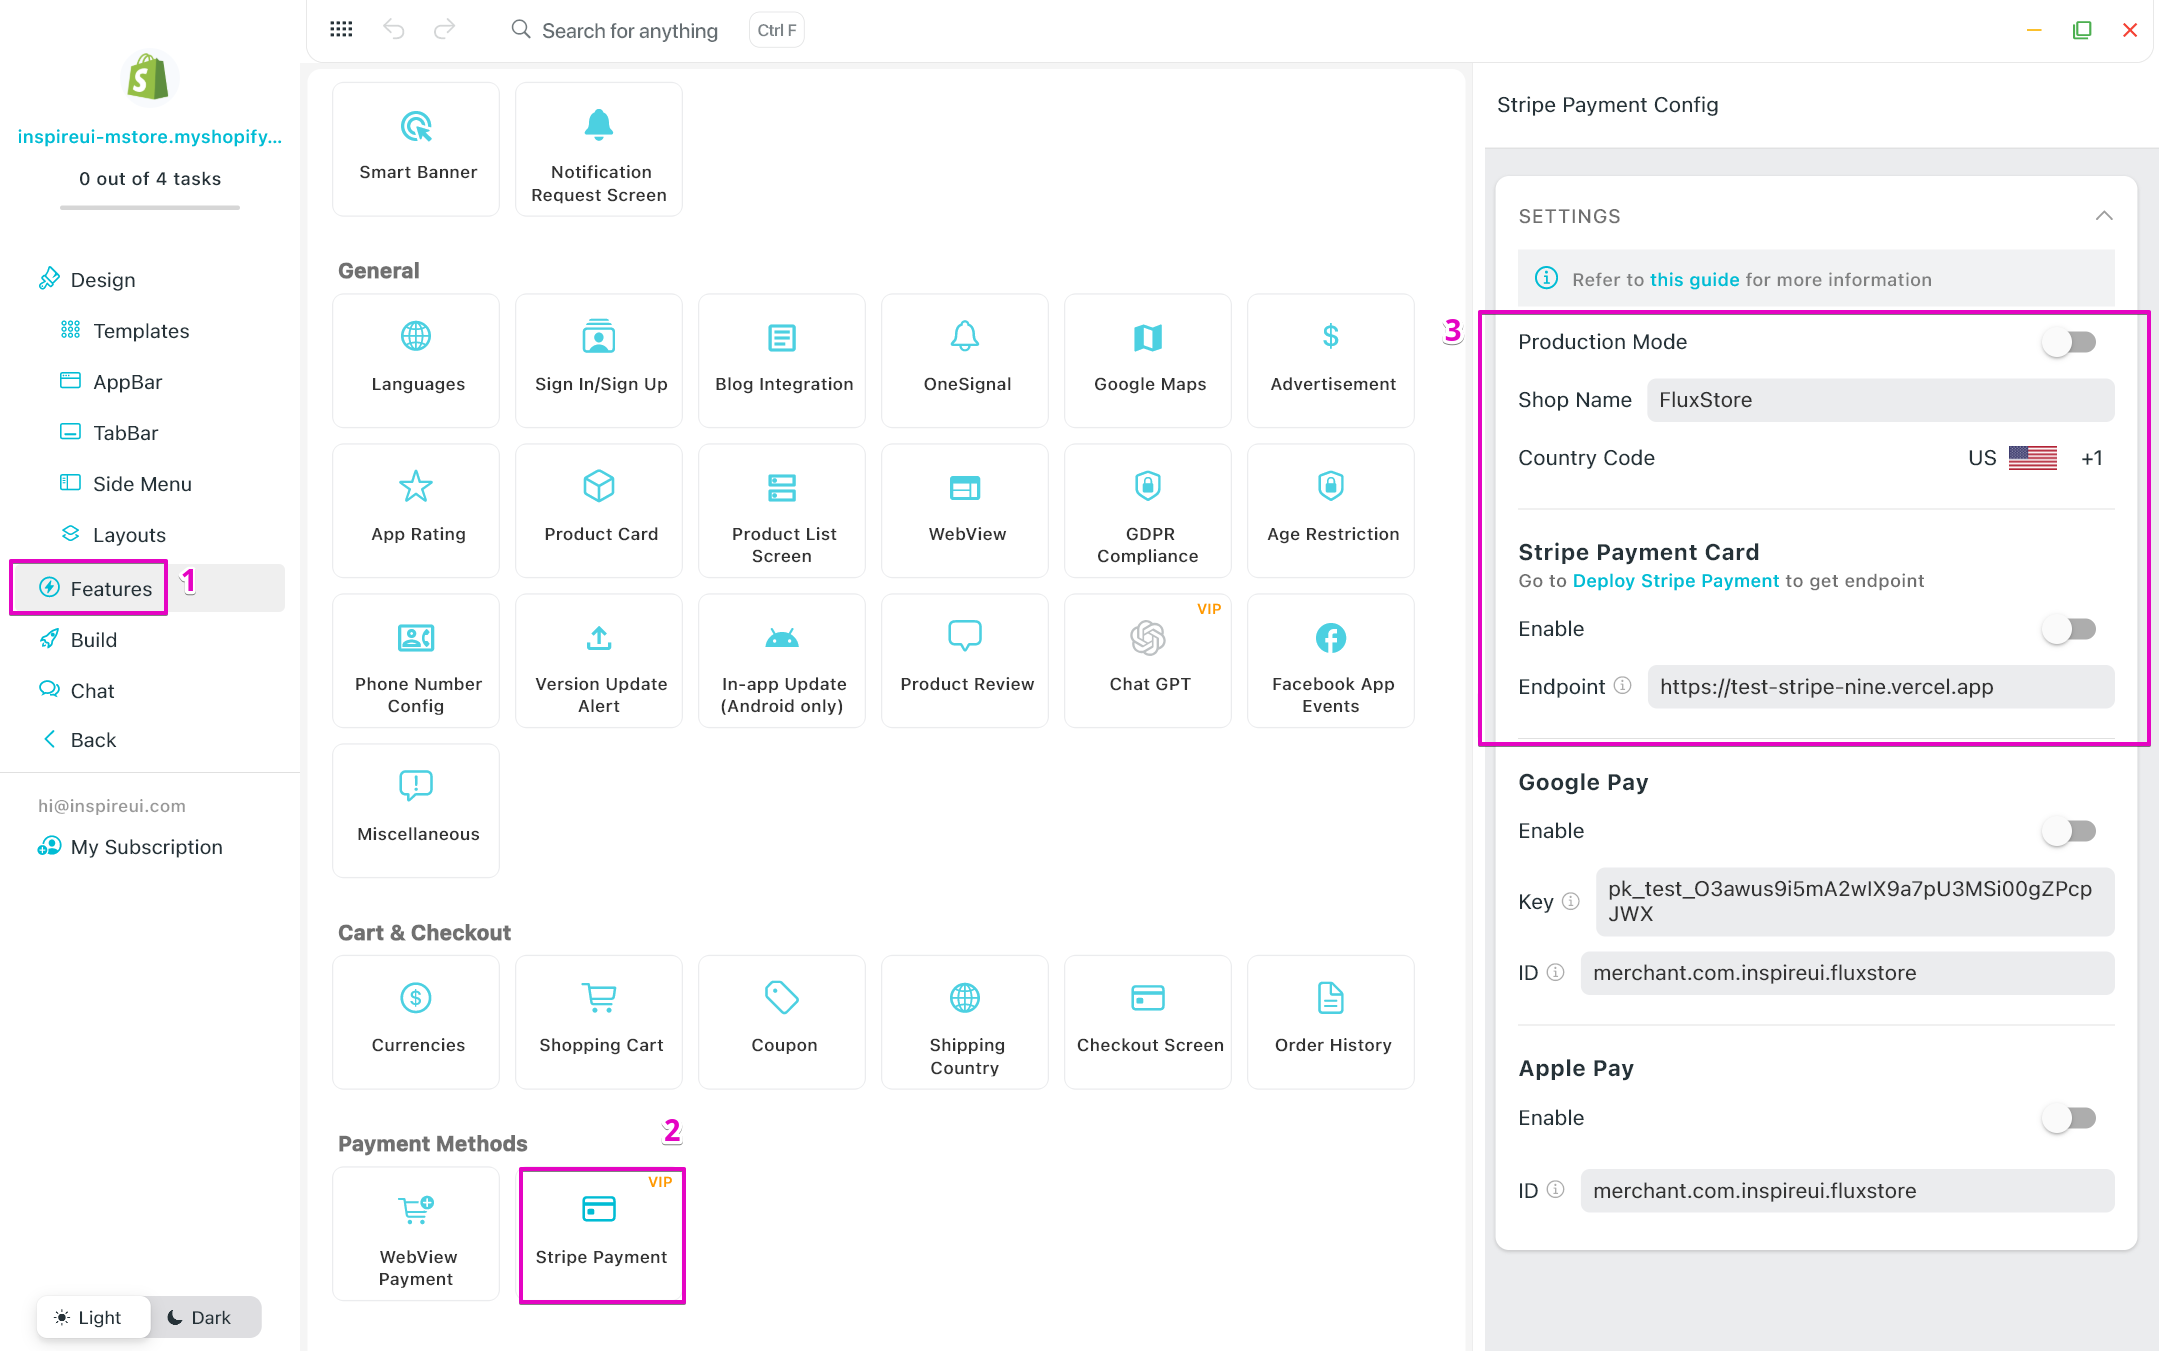 Search for anything
Ctrl F
inspireui-mstore.myshopify...
0 out of 4 tasks
Design
Templates
AppBar
TabBar
Side Menu
Layouts
Features
1
Build
Chat
Back
hi@inspireui.com
My Subscription
Light
Dark
Smart Banner
Notification
Request Screen
General
Languages
Sign In/Sign Up
Blog Integration
OneSignal
Google Maps
Advertisement
App Rating
Product Card
Product List
Screen
WebView
GDPR
Compliance
Age Restriction
Phone Number
Config
Version Update
Alert
In-app Update
(Android only)
Product Review
VIP
Chat GPT
Facebook App
Events
Miscellaneous
Cart & Checkout
Currencies
Shopping Cart
Coupon
Shipping
Country
Checkout Screen
Order History
Payment Methods
2
WebView
Payment
VIP
Stripe Payment
Stripe Payment Config
SETTINGS
Refer to this guide for more information
3
Production Mode
Shop Name FluxStore
Country Code US +1
Stripe Payment Card
Go to Deploy Stripe Payment to get endpoint
Enable
Endpoint https://test-stripe-nine.vercel.app
Google Pay
Enable
Key pk_test_O3awus9i5mA2wIX9a7pU3MSi00gZPcp
JWX
ID merchant.com.inspireui.fluxstore
Apple Pay
Enable
ID merchant.com.inspireui.fluxstore